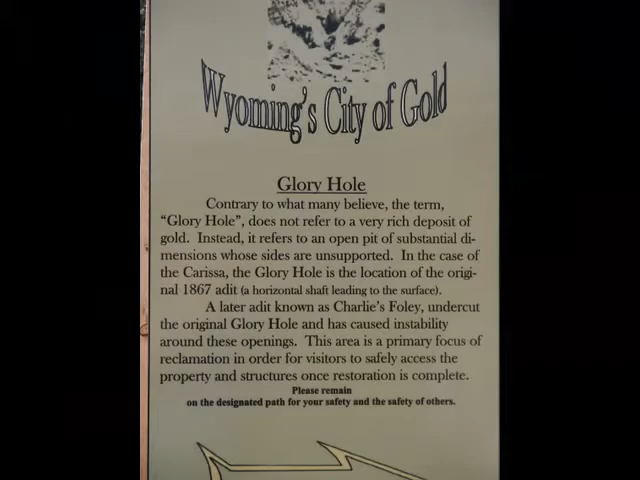 Wyoming's City of Gold
Glory Hole
Contrary to what many believe, the term,
“Glory Hole”, does not refer to a very rich deposit of
gold. Instead, it refers to an open pit of substantial di-
mensions whose sides are unsupported. In the case of
the Carissa, the Glory Hole is the location of the origi-
nal 1867 adit (a horizontal shaft leading to the surface).
A later adit known as Charlie's Foley, undercut
the original Glory Hole and has caused instability
around these openings. This area is a primary focus of
reclamation in order for visitors to safely access the
property and structures once restoration is complete.
Please remain
on the designated path for your safety and the safety of others.